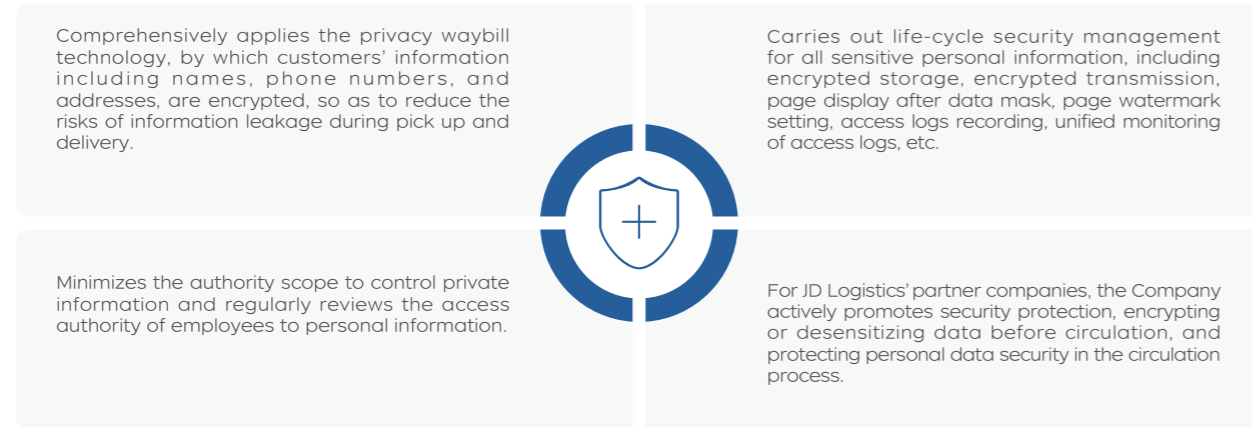 Comprehensively applies the privacy waybill
technology, by which customers’ information
including names, phone numbers, and
addresses, are encrypted, so as to reduce the
risks of information leakage during pick up and
delivery.
Carries out life-cycle security management
for all sensitive personal information, including
encrypted storage, encrypted transmission,
page display after data mask, page watermark
setting, access logs recording, unified monitoring
of access logs, etc.
Minimizes the authority scope to control private
information and regularly reviews the access
authority of employees to personal information.
For JD Logistics’ partner companies, the Company
actively promotes security protection, encrypting
or desensitizing data before circulation, and
protecting personal data security in the circulation
process.